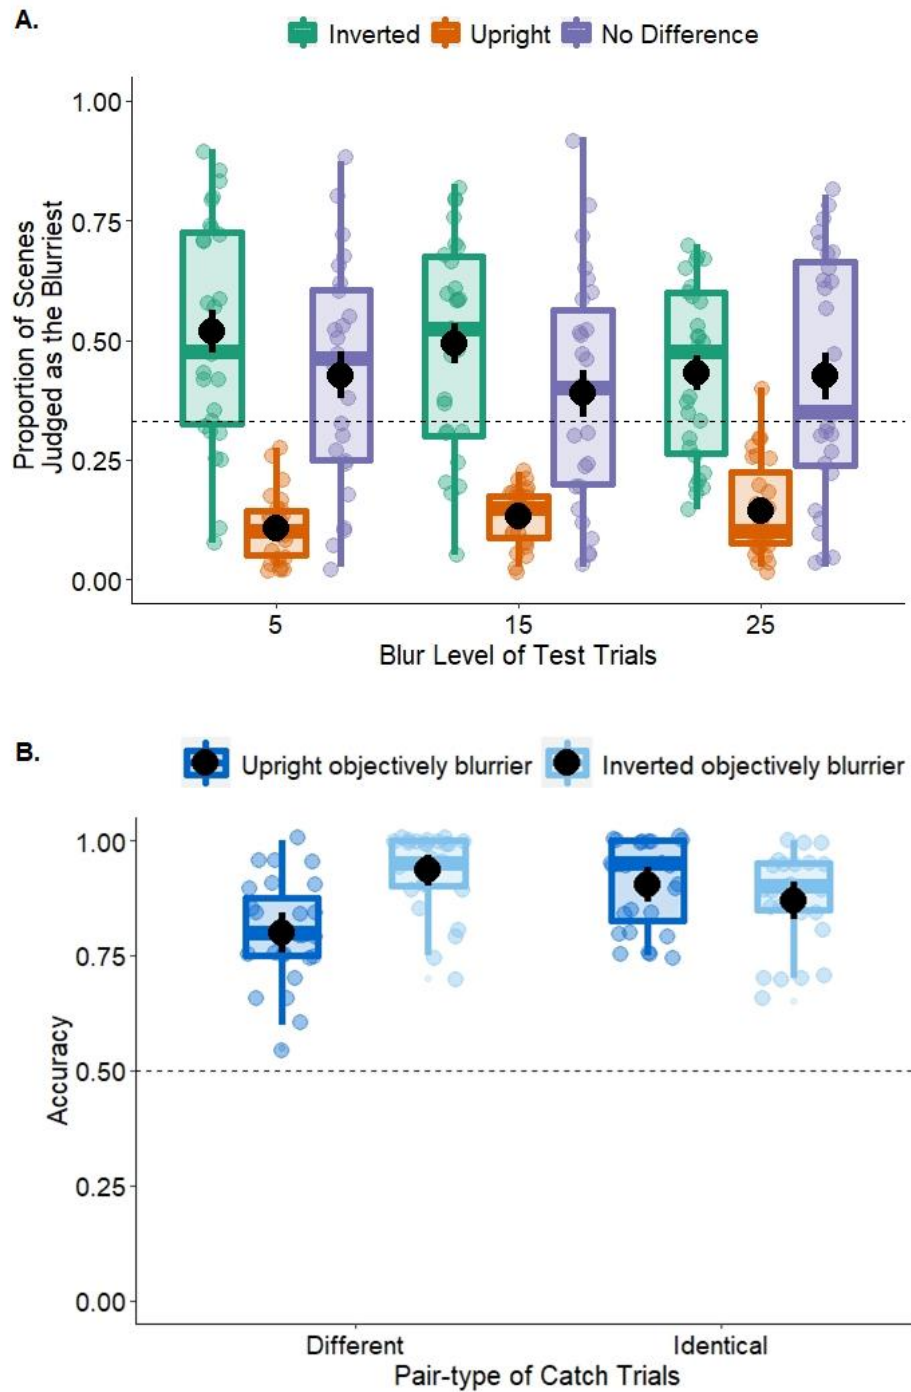 A.
Inverted Upright No Difference
Proportion of Scenes
Judged as the Blurriest
1.00
0.75
0.50
0.25
0.00
5 15 25
Blur Level of Test Trials
B.
Upright objectively blurrier Inverted objectively blurrier
Accuracy
1.00
0.75
0.50
0.25
0.00
Different Identical
Pair-type of Catch Trials